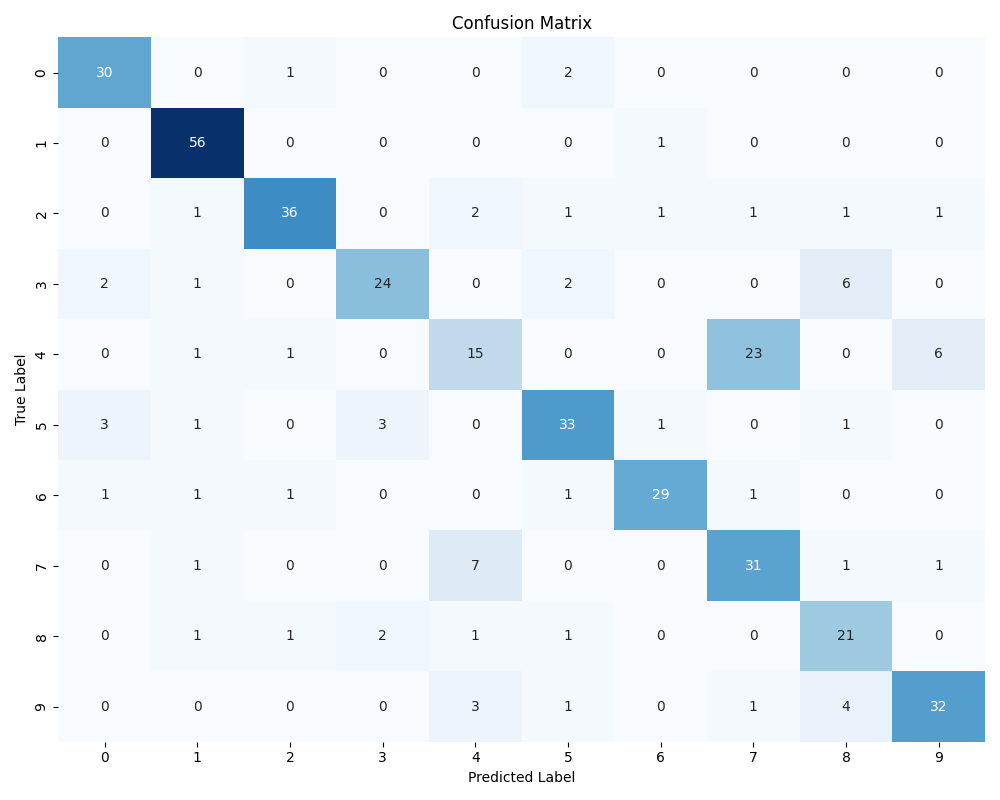 Confusion Matrix
0 30 0 1 0 0 2 0 0 0 0
1 0 56 0 0 0 0 1 0 0 0
2 0 1 36 0 2 1 1 1 1 1
3 2 1 0 24 0 2 0 0 6 0
4 0 1 1 0 15 0 0 23 0 6
True Label
5 3 1 0 3 0 33 1 0 1 0
6 1 1 1 0 0 1 29 1 0 0
7 0 1 0 0 7 0 0 31 1 1
8 0 1 1 2 1 1 0 0 21 0
9 0 0 0 0 3 1 0 1 4 32
0 1 2 3 4 5 6 7 8 9
Predicted Label